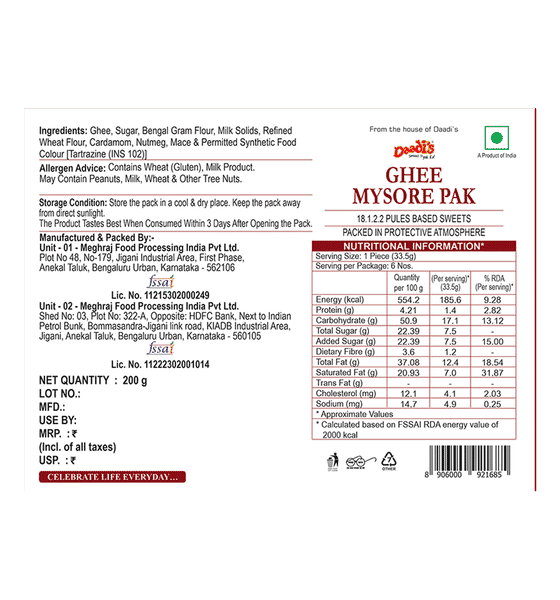 Ingredients: Ghee, Sugar, Bengal Gram Flour, Milk Solids, Refined
Wheat Flour, Cardamom, Nutmeg, Mace & Permitted Synthetic Food
Colour [Tartrazine (INS 102)]
Allergen Advice: Contains Wheat (Gluten), Milk Product.
May Contain Peanuts, Milk, Wheat & Other Tree Nuts.
Storage Condition: Store the pack in a cool & dry place. Keep the pack away
from direct sunlight.
The Product Tastes Best When Consumed Within 3 Days After Opening the Pack.
Manufactured & Packed By:-
Unit - 01 - Meghraj Food Processing India Pvt Ltd.
Plot No 48, No-179, Jigani Industrial Area, First Phase,
Anekal Taluk, Bengaluru Urban, Karnataka - 562106
fssai
Lic. No. 11215302000249
Unit - 02 - Meghraj Food Processing India Pvt Ltd.
Shed No: 03, Plot No: 322-A, Opposite: HDFC Bank, Next to Indian
Petrol Bunk, Bommasandra-Jigani link road, KIADB Industrial Area,
Jigani, Anekal Taluk, Bengaluru Urban, Karnataka - 560105
fssai
Lic. No. 11222302001014
NET QUANTITY : 200 g
LOT NO.:
MFD.:
USE BY:
MRP. : ₹
(Incl. of all taxes)
USP. : ₹
CELEBRATE LIFE EVERYDAY…
From the house of Daadi's
Daadi's
A Product of India
GHEE
MYSORE PAK
18.1.2.2 PULES BASED SWEETS
PACKED IN PROTECTIVE ATMOSPHERE
NUTRITIONAL INFORMATION*
Serving Size: 1 Piece (33.5g)
Serving per Package: 6 Nos.
Quantity per 100 g (Per serving)* (33.5g) % RDA (Per serving)*
Energy (kcal) 554.2 185.6 9.28
Protein (g) 4.21 1.4 2.82
Carbohydrate (g) 50.9 17.1 13.12
Total Sugar (g) 22.39 7.5 -
Added Sugar (g) 22.39 7.5 15.00
Dietary Fibre (g) 3.6 1.2 -
Total Fat (g) 37.08 12.4 18.54
Saturated Fat (g) 20.93 7.0 31.87
Trans Fat (g) - - -
Cholesterol (mg) 12.1 4.1 2.03
Sodium (mg) 14.7 4.9 0.25
* Approximate Values
* Calculated based on FSSAI RDA energy value of
2000 kcal
7
OTHER
8 906000 921685